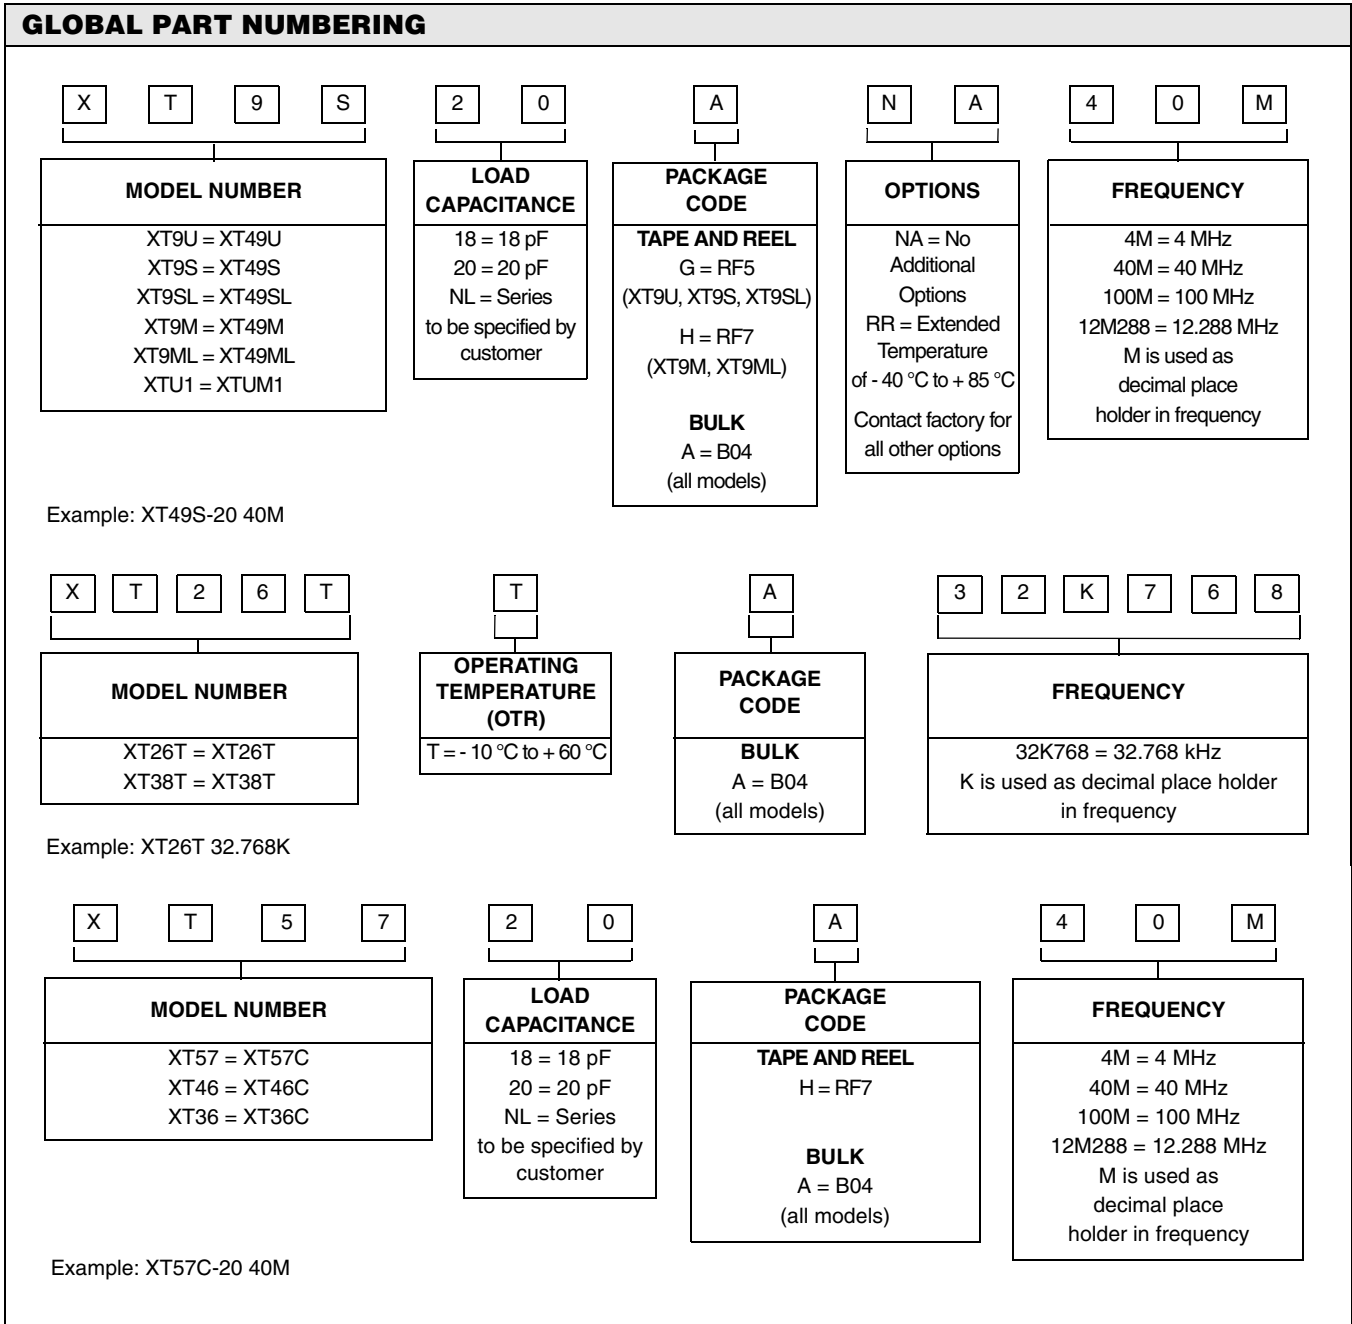 GLOBAL PART NUMBERING
X T 9 S 2 0 A N A 4 0 M
MODEL NUMBER
XT9U = XT49U
XT9S = XT49S
XT9SL = XT49SL
XT9M = XT49M
XT9ML = XT49ML
XTU1 = XTUM1
LOAD
CAPACITANCE
18 = 18 pF
20 = 20 pF
NL = Series
to be specified by
customer
PACKAGE
CODE
TAPE AND REEL
G = RF5
(XT9U, XT9S, XT9SL)
H = RF7
(XT9M, XT9ML)
BULK
A = B04
(all models)
OPTIONS
NA = No
Additional
Options
RR = Extended
Temperature
of - 40 °C to + 85 °C
Contact factory for
all other options
FREQUENCY
4M = 4 MHz
40M = 40 MHz
100M = 100 MHz
12M288 = 12.288 MHz
M is used as
decimal place
holder in frequency
Example: XT49S-20 40M
X T 2 6 T T A 3 2 K 7 6 8
MODEL NUMBER
XT26T = XT26T
XT38T = XT38T
OPERATING
TEMPERATURE
(OTR)
T = - 10 °C to + 60 °C
PACKAGE
CODE
BULK
A = B04
(all models)
FREQUENCY
32K768 = 32.768 kHz
K is used as decimal place holder
in frequency
Example: XT26T 32.768K
X T 5 7 2 0 A 4 0 M
MODEL NUMBER
XT57 = XT57C
XT46 = XT46C
XT36 = XT36C
LOAD
CAPACITANCE
18 = 18 pF
20 = 20 pF
NL = Series
to be specified by
customer
PACKAGE
CODE
TAPE AND REEL
H = RF7
BULK
A = B04
(all models)
FREQUENCY
4M = 4 MHz
40M = 40 MHz
100M = 100 MHz
12M288 = 12.288 MHz
M is used as
decimal place
holder in frequency
Example: XT57C-20 40M